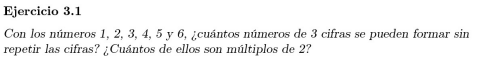 Ejercicio 3.1
Con los números 1, 2, 3, 4, 5 y 6, ¿cuántos números de 3 cifras se pueden formar sin
repetir las cifras? ¿Cuántos de ellos son múltiplos de 2?